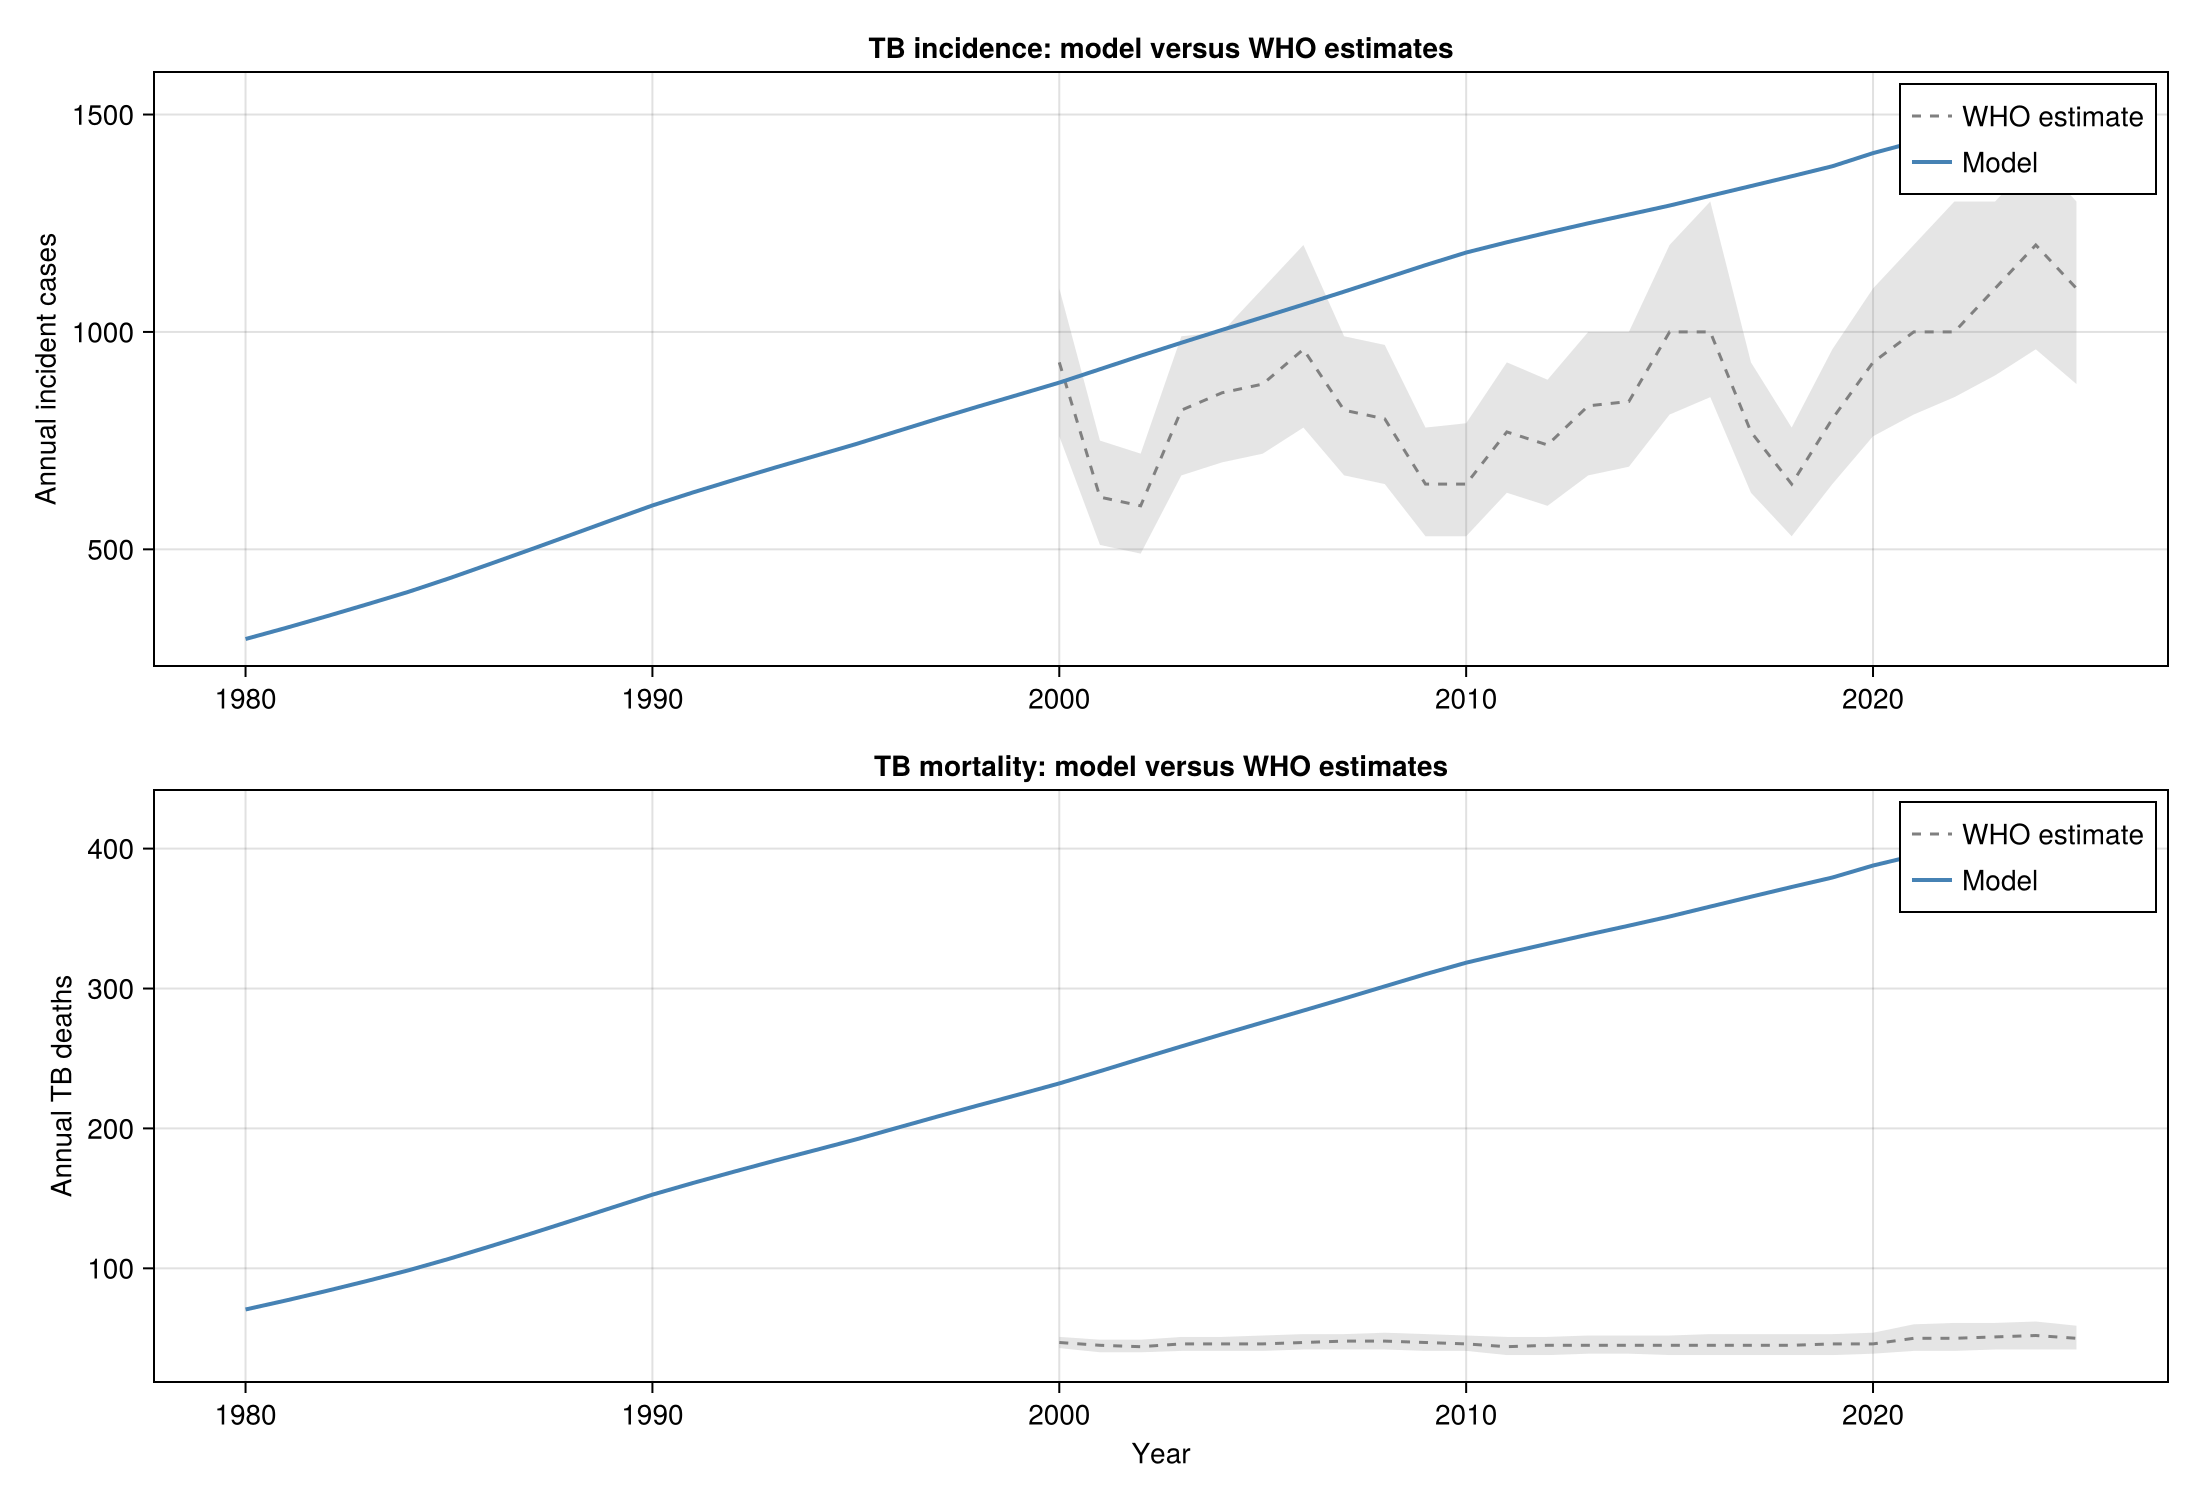 TB incidence: model versus WHO estimates
1500
1000
500
Annual incident cases
WHO estimate
Model
1980 1990 2000 2010 2020
TB mortality: model versus WHO estimates
400
300
200
100
Annual TB deaths
WHO estimate
Model
1980 1990 2000 2010 2020
Year